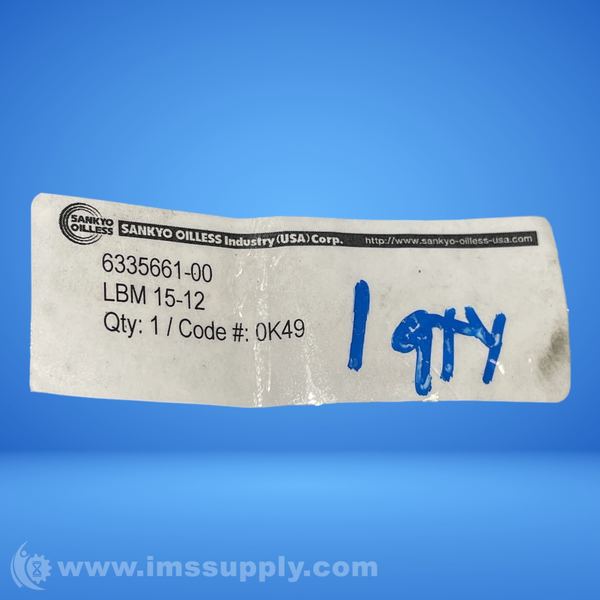 SANKYO
OILLESS
SANKYO OILLESS Industry (USA) Corp. http://www.sankyo-oilless-usa.com
6335661-00
LBM 15-12
Qty: 1 / Code #: 0K49
1 qty
www.imssupply.com